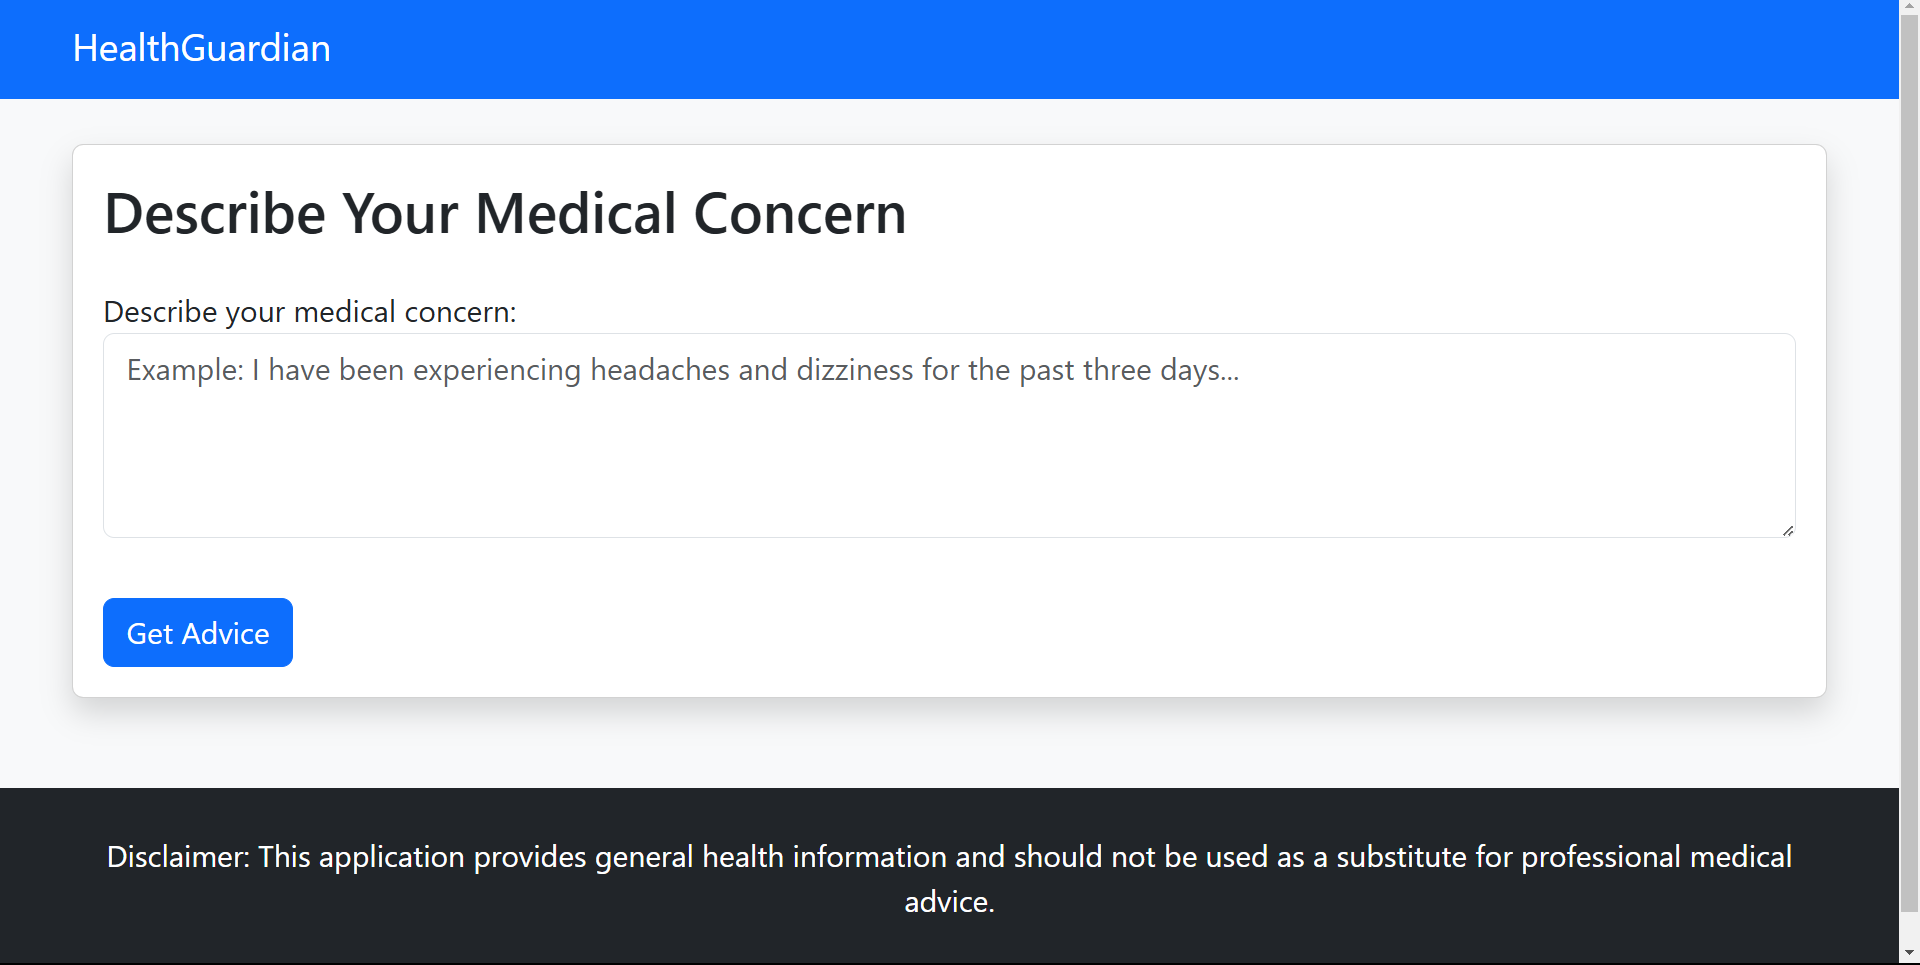 HealthGuardian
Describe Your Medical Concern
Describe your medical concern:
Example: I have been experiencing headaches and dizziness for the past three days...
Get Advice
Disclaimer: This application provides general health information and should not be used as a substitute for professional medical
advice.